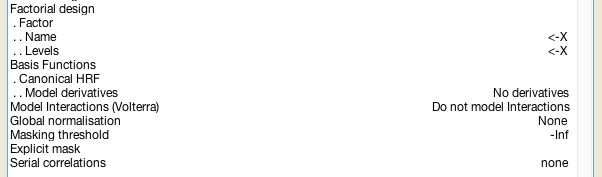 Factorial design
. Factor
. . Name <-X
. . Levels <-X
Basis Functions
. Canonical HRF
. . Model derivatives No derivatives
Model Interactions (Volterra) Do not model Interactions
Global normalisation None
Masking threshold -Inf
Explicit mask
Serial correlations none